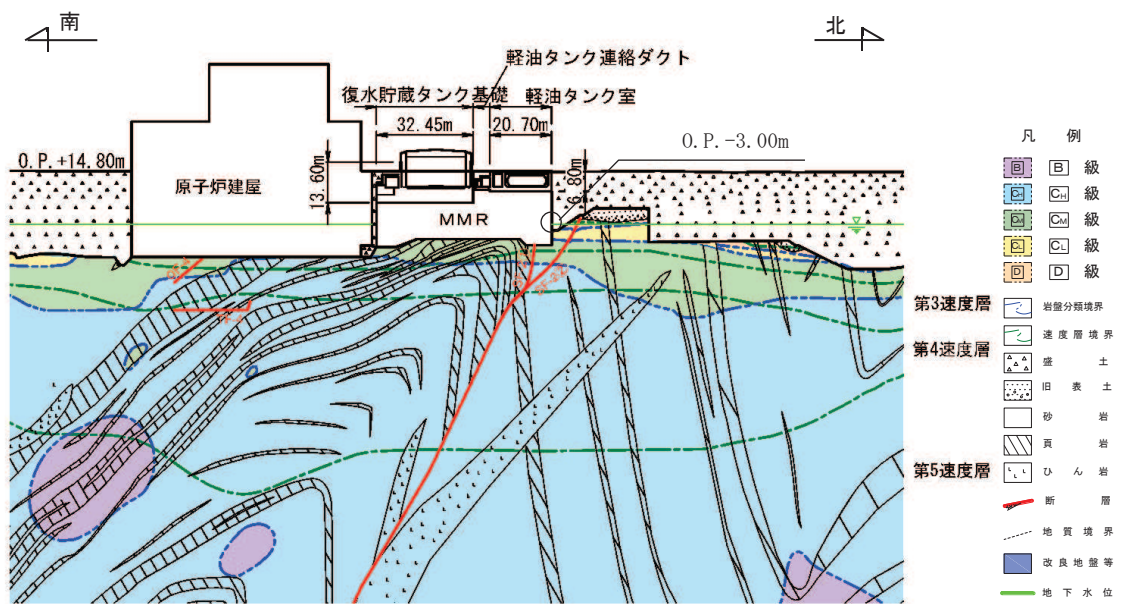 南
北
軽油タンク連絡ダクト
復水貯蔵タンク基礎
軽油タンク室
32.45m
20.70m
O.P.-3.00m
O.P.+14.80m
13.60m
6.80m
原子炉建屋
MMR
第3速度層
第4速度層
第5速度層
凡 例
B B 級
CH CH 級
CM CM 級
CL CL 級
D D 級
岩盤分類境界
速度層境界
盛 土
旧 表 土
砂 岩
頁 岩
ひ ん 岩
断 層
地 質 境 界
改 良 地 盤 等
地 下 水 位